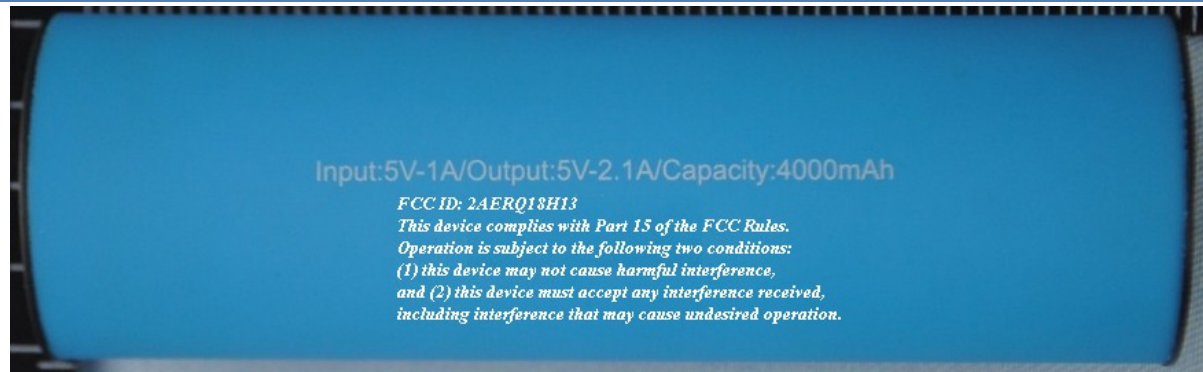 Input:5V-1A/Output:5V-2.1A/Capacity:4000mAh
FCC ID: 2AERQ18H13
This device complies with Part 15 of the FCC Rules.
Operation is subject to the following two conditions:
(1) this device may not cause harmful interference,
and (2) this device must accept any interference received,
including interference that may cause undesired operation.